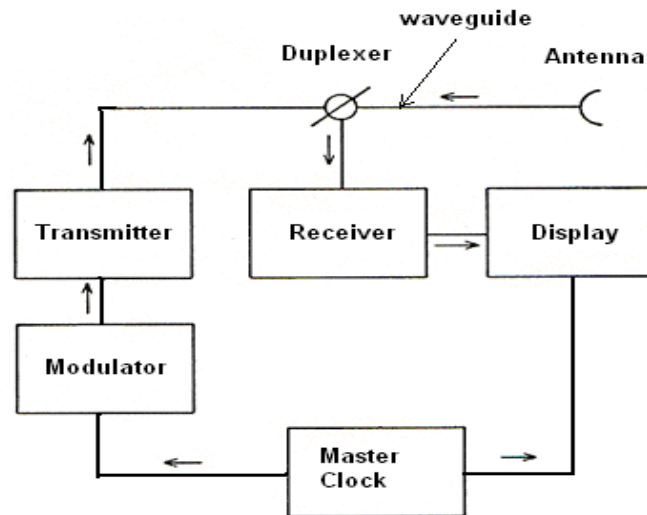 waveguide
Duplexer
Antenna
Transmitter
Receiver
Display
Modulator
Master
Clock